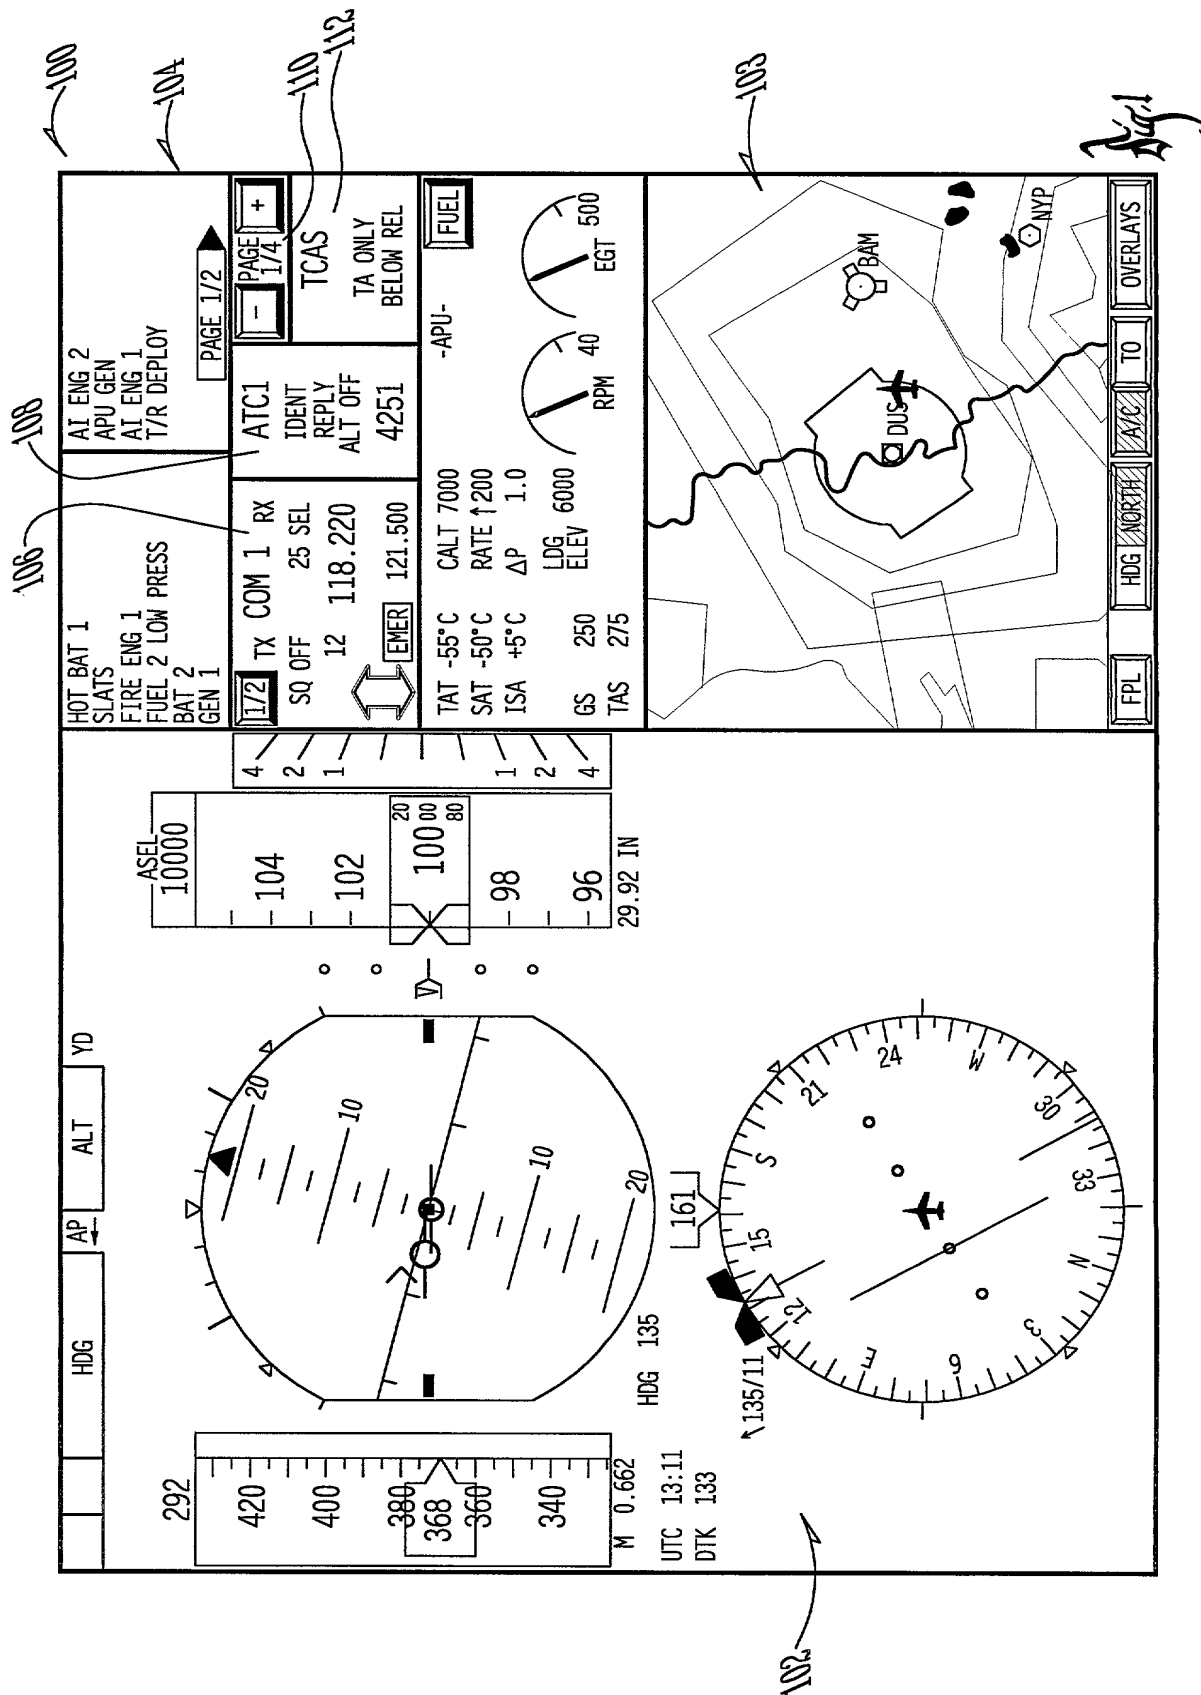 100
104
106
108
110
112
HOT BAT 1
SLATS
FIRE ENG 1
FUEL 2 LOW PRESS
BAT 2
GEN 1
AI ENG 2
APU GEN
AI ENG 1
T/R DEPLOY
PAGE 1/2
1/2 TX COM 1 RX
SQ OFF 25 SEL
12 118.220
EMER 121.500
ATC1
IDENT
REPLY
ALT OFF
4251
- PAGE 1/4 +
TCAS
TA ONLY
BELOW REL
TAT -55°C CALT 7000
SAT -50°C RATE ↑200
ISA +5°C ΔP 1.0
LDG
ELEV 6000
GS 250
TAS 275
-APU-
FUEL
RPM 40
EGT 500
103
DUS
BAM
NYP
FPL HDG NORTH A/C TO OVERLAYS
HDG AP ALT YD
292
420
400
380
368
360
340
M 0.662
UTC 13:11
DTK 133
20
10
10
20
V
HDG 135
ASEL
10000
104
102
100
20
00
80
98
96
29.92 IN
4
2
1
1
2
4
161
135/11
12
15
S
21
24
W
30
33
N
3
6
E
102
Fig. 1